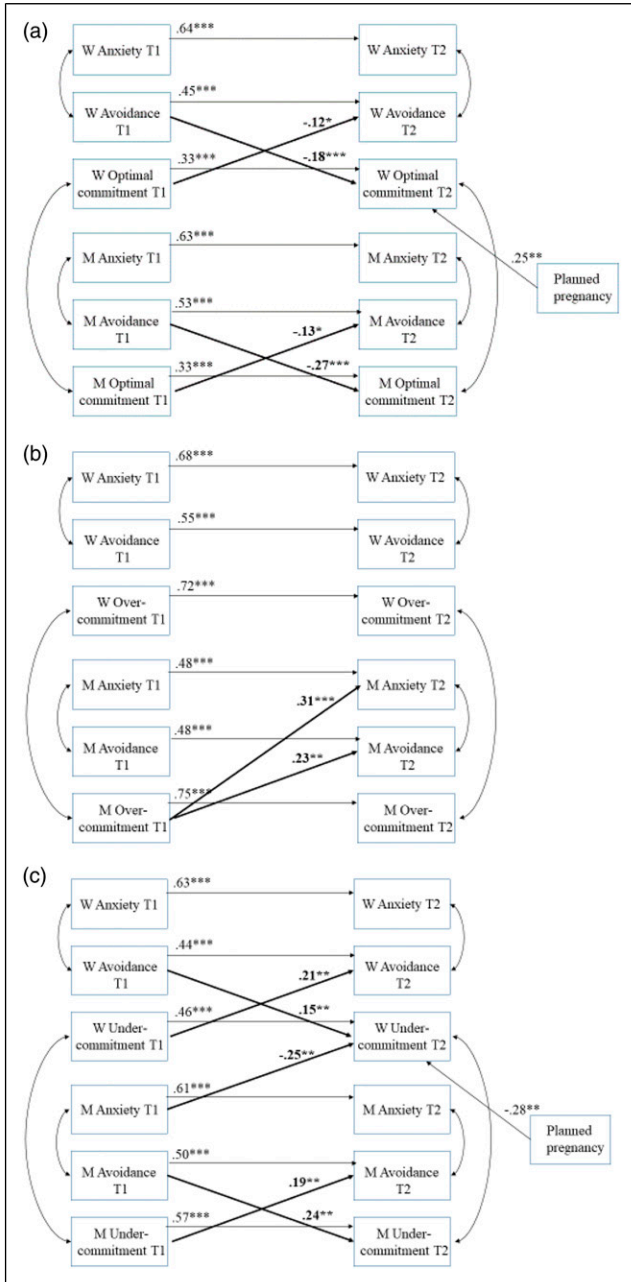 (a)
.64***
W Anxiety T1
W Anxiety T2
.45***
W Avoidance
T1
-.12*
W Avoidance
T2
.33***
-.18***
W Optimal
commitment T1
W Optimal
commitment T2
.63***
M Anxiety T1
M Anxiety T2
.25**
Planned
pregnancy
.53***
M Avoidance
T1
-.13*
M Avoidance
T2
.33***
-.27***
M Optimal
commitment T1
M Optimal
commitment T2
(b)
.68***
W Anxiety T1
W Anxiety T2
.55***
W Avoidance
T1
W Avoidance
T2
.72***
W Over-
commitment T1
W Over-
commitment T2
.48***
M Anxiety T1
M Anxiety T2
.31***
.48***
M Avoidance
T1
M Avoidance
T2
.23**
.75***
M Over-
commitment T1
M Over-
commitment T2
(c)
.63***
W Anxiety T1
W Anxiety T2
.44***
W Avoidance
T1
.21**
W Avoidance
T2
.46***
.15**
W Under-
commitment T1
W Under-
commitment T2
-.25**
.61***
M Anxiety T1
M Anxiety T2
-.28**
Planned
pregnancy
.50***
M Avoidance
T1
.19**
M Avoidance
T2
.57***
.24**
M Under-
commitment T1
M Under-
commitment T2